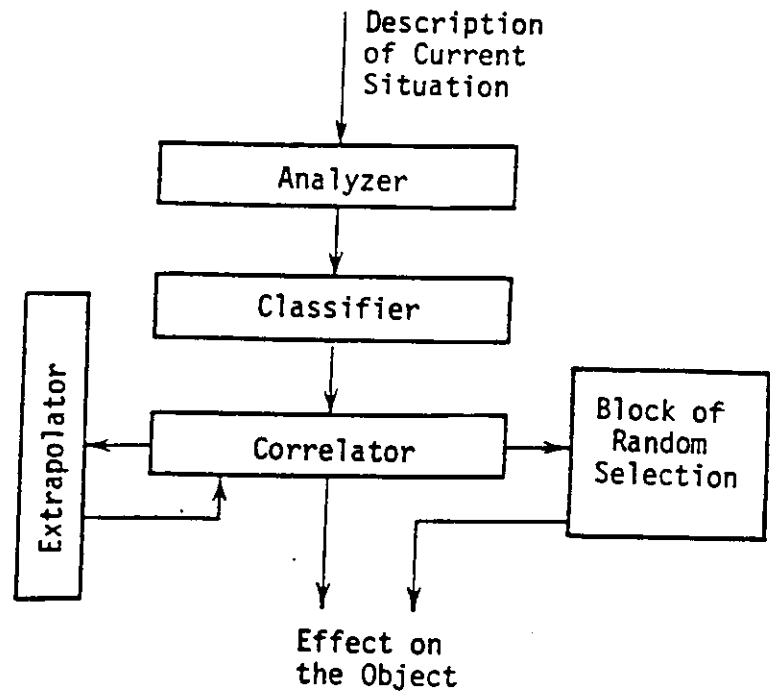 Description
of Current
Situation
Analyzer
Classifier
Extrapolator
Correlator
Block of
Random
Selection
Effect on
the Object